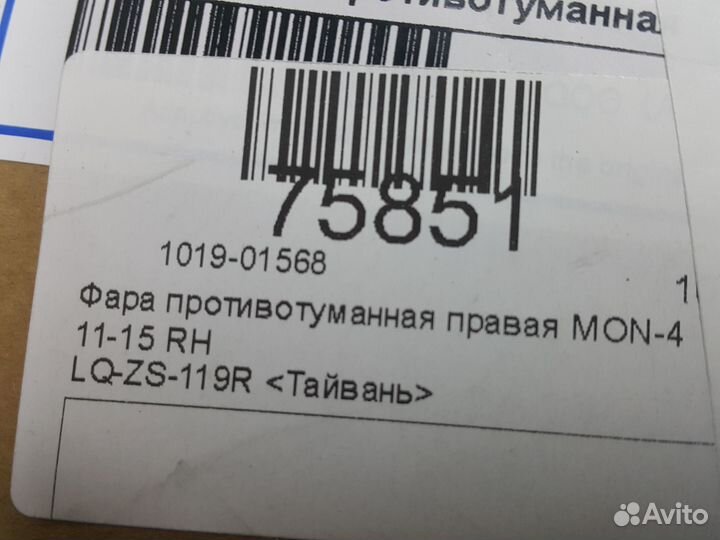 противотуманна
75851
1019-01568
1
Фара противотуманная правая MON-4
11-15 RH
LQ-ZS-119R <Тайвань>
Avito